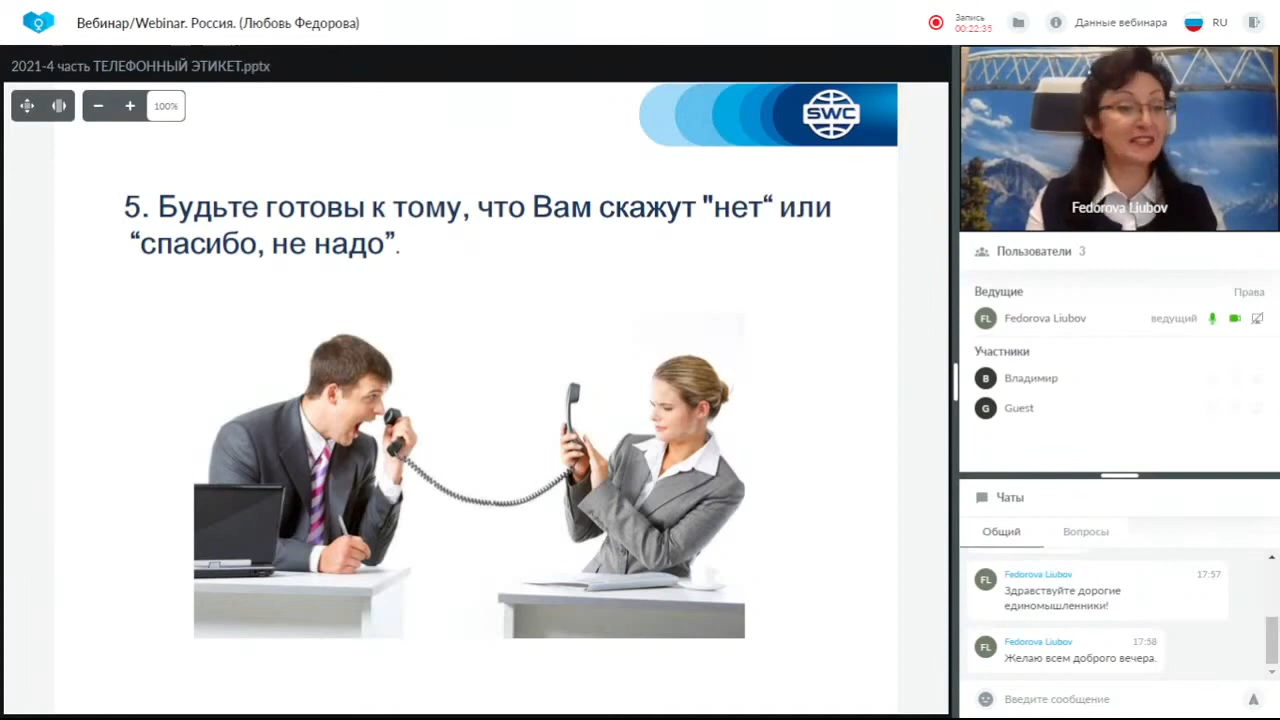 Вебинар/Webinar. Россия. (Любовь Федорова)
Запись
00:22:35
Данные вебинара
RU
2021-4 часть ТЕЛЕФОННЫЙ ЭТИКЕТ.pptx
100%
SWC
5. Будьте готовы к тому, что Вам скажут "нет“ или
“спасибо, не надо”.
Fedorova Liubov
Пользователи 3
Ведущие
Права
FL Fedorova Liubov ведущий
Участники
В Владимир
G Guest
Чаты
Общий
Вопросы
FL Fedorova Liubov 17:57
Здравствуйте дорогие
единомышленники!
FL Fedorova Liubov 17:58
Желаю всем доброго вечера.
Введите сообщение